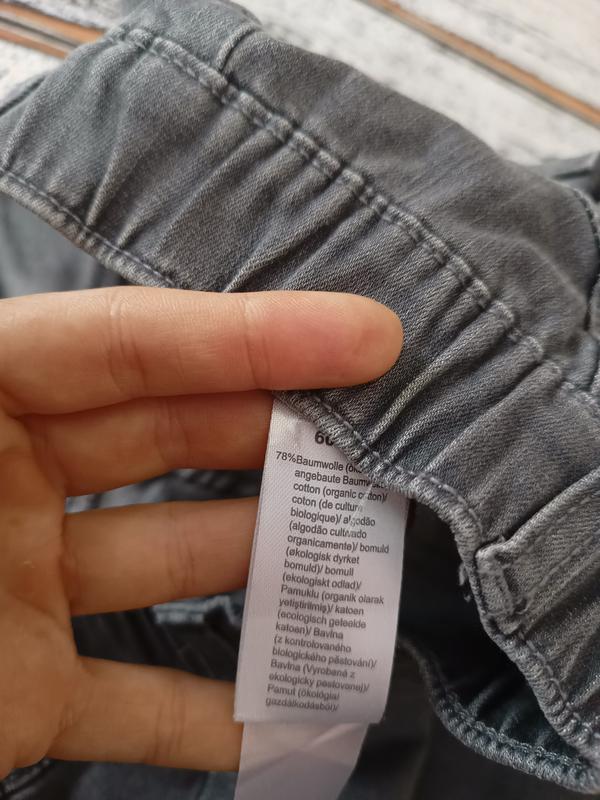 60
78%Baumwolle
angebaute
cotton (organic cotton)/
coton (de culture
biologique)/ algodão
(algodão cultivado
organicamente)/ bomuld
(økologisk dyrket
bomuld)/ bomull
(ekologiskt odlad)/
Pamuklu (organik olarak
yetiştirilmiş)/ katoen
(ecologisch geteelde
katoen)/ Bavlna
(z kontrolovaného
biologického pěstování)/
Bavlna (Vyrobená z
ekologicky pestovanej)/
Pamut (ökológiai
gazdálkodásból)/